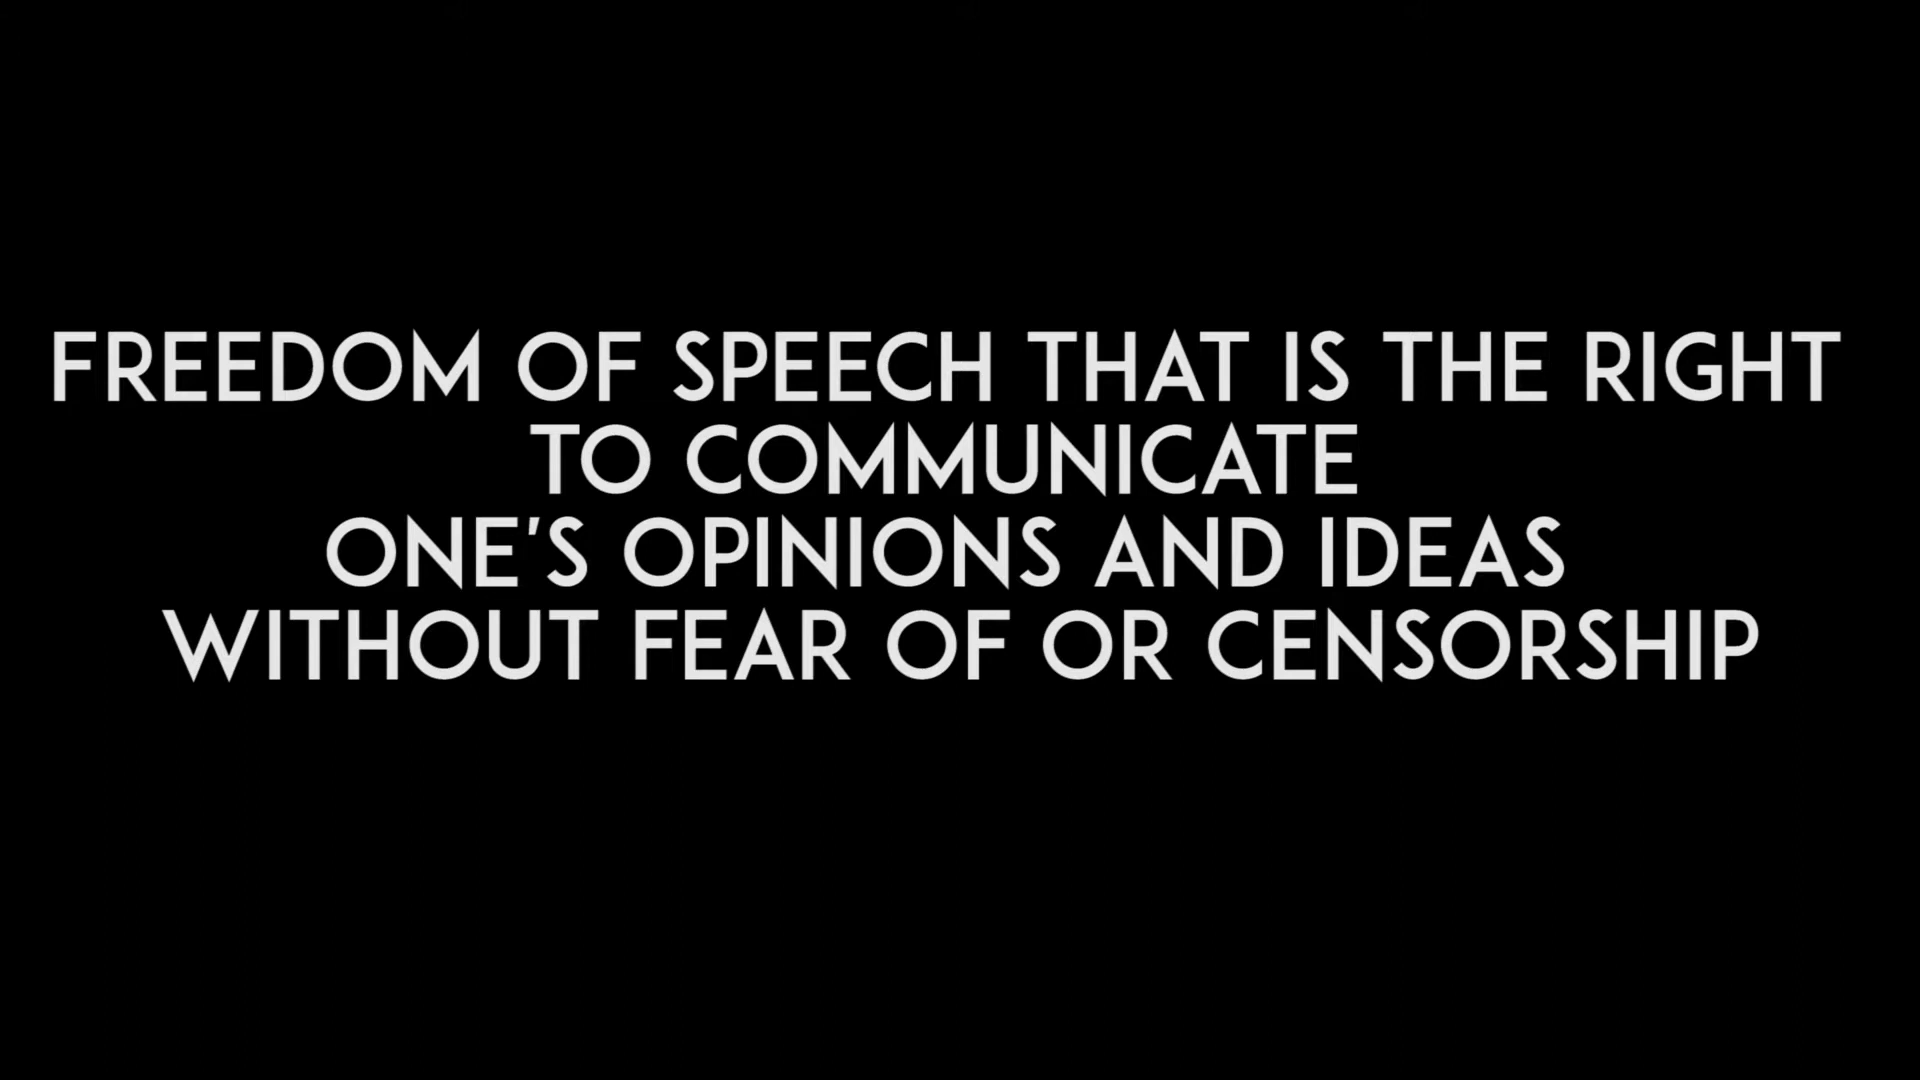 FREEDOM OF SPEECH THAT IS THE RIGHT
TO COMMUNICATE
ONE'S OPINIONS AND IDEAS
WITHOUT FEAR OF OR CENSORSHIP